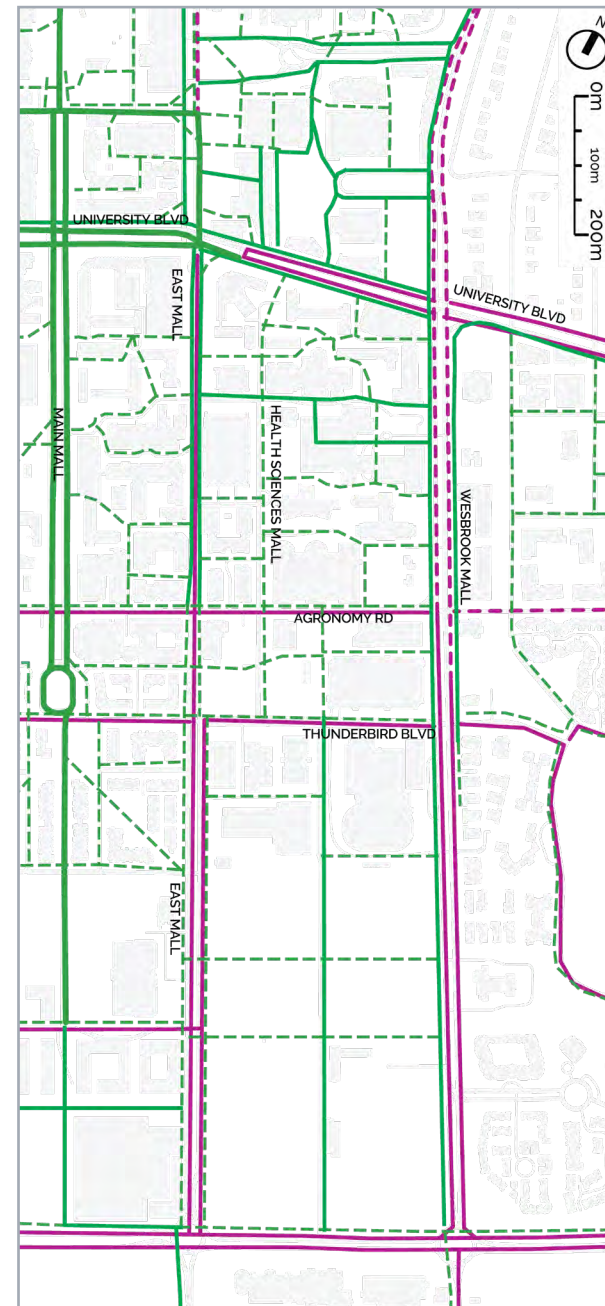 N
0m
100m
200m
UNIVERSITY BLVD
UNIVERSITY BLVD
EAST MALL
MAIN MALL
HEALTH SCIENCES MALL
WESBROOK MALL
AGRONOMY RD
THUNDERBIRD BLVD
EAST MALL